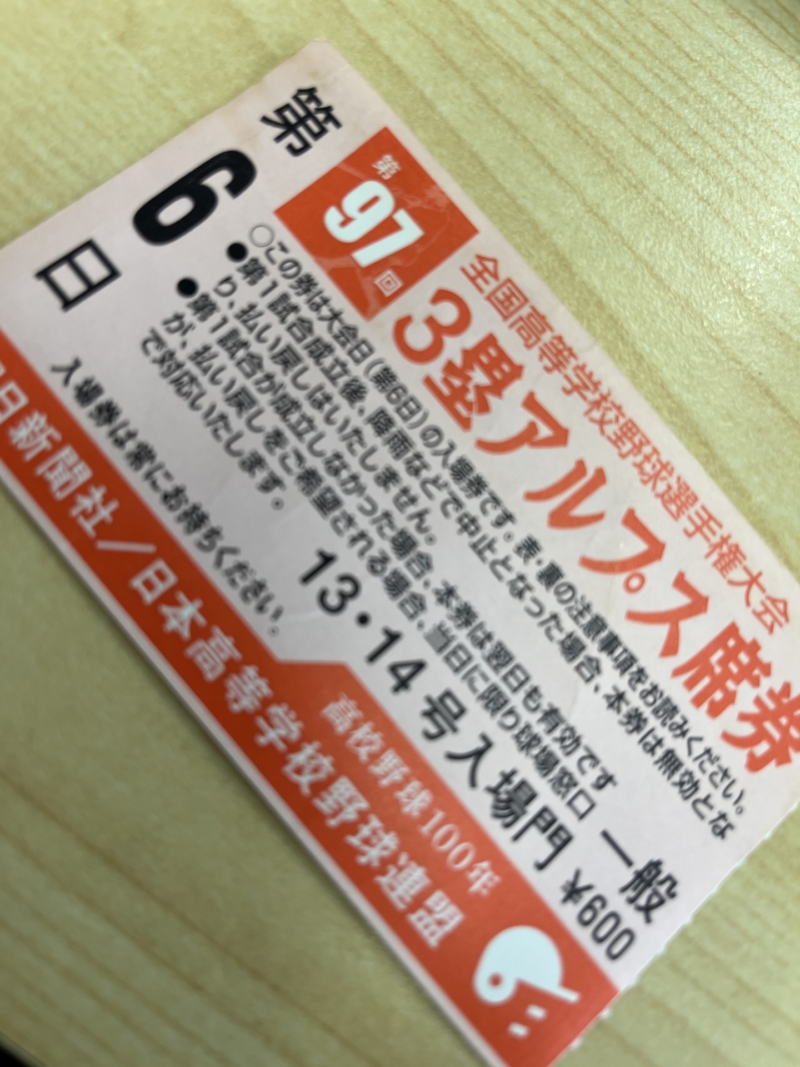 第97回
全国高等学校野球選手権大会
3塁アルプス席券
第6日
○この券は大会日(第6日)の入場券です。表・裏の注意事項をお読みください。
●第1試合成立後、降雨などで中止となった場合、本券は無効とな
り、払い戻しはいたしません。
●第1試合が成立しなかった場合、本券は翌日も有効です
が、払い戻しをご希望される場合、当日に限り球場窓口
で対応いたします。
一般
¥600
13・14号入場門
入場券は常にお持ちください。
高校野球100年
日新聞社/日本高等学校野球連盟